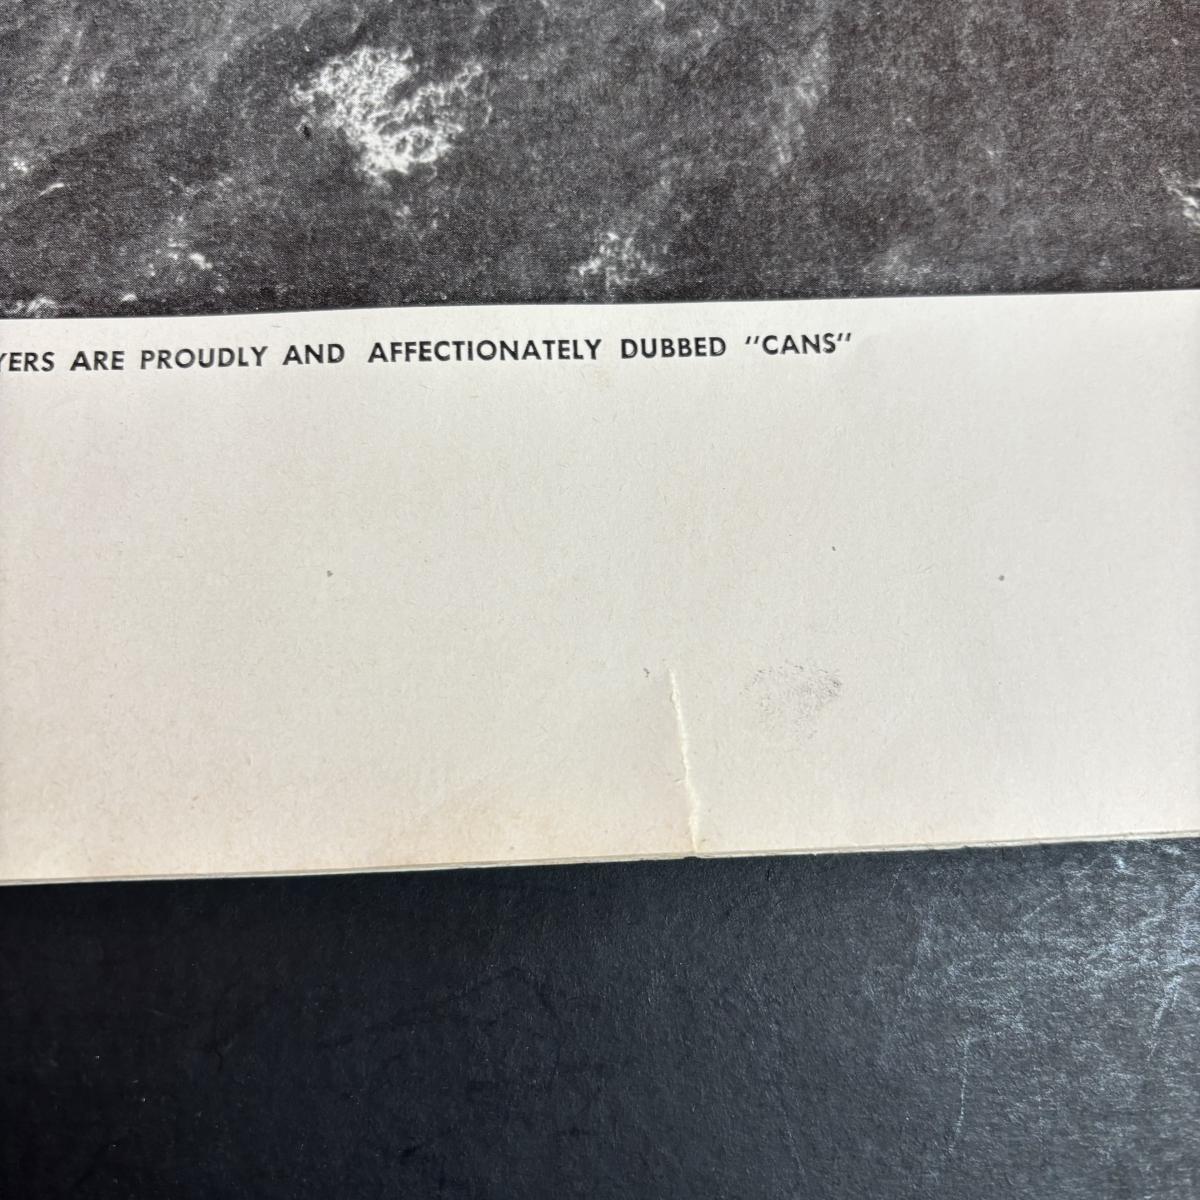 YERS ARE PROUDLY AND AFFECTIONATELY DUBBED "CANS"